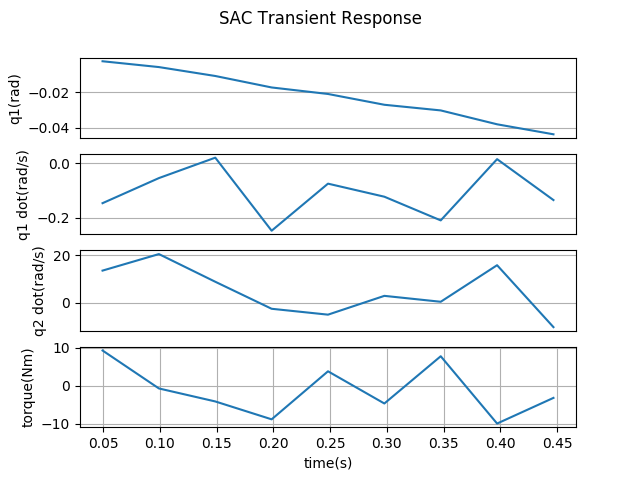 SAC Transient Response
q1(rad)
−0.02
−0.04
q1 dot(rad/s)
0.0
−0.2
q2 dot(rad/s)
20
0
torque(Nm)
10
0
−10
0.05 0.10 0.15 0.20 0.25 0.30 0.35 0.40 0.45
time(s)